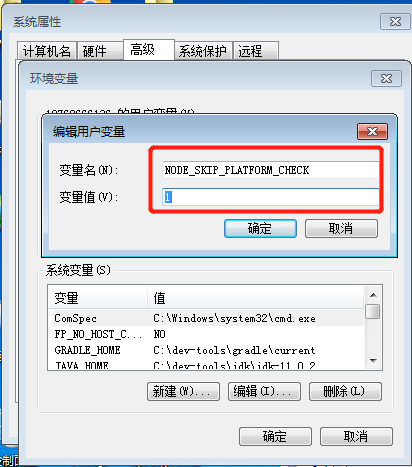 系统属性
计算机名 硬件 高级 系统保护 远程
环境变量
的用户变量(U)
编辑用户变量
变量名(N): NODE_SKIP_PLATFORM_CHECK
变量值(V): 1
确定 取消
系统变量(S)
变量 值
ComSpec C:\Windows\system32\cmd.exe
FP_NO_HOST_C... NO
GRADLE_HOME C:\dev-tools\gradle\current
JAVA_HOME C:\dev-tools\jdk\jdk-11.0.2
新建(W)... 编辑(I)... 删除(L)
确定 取消